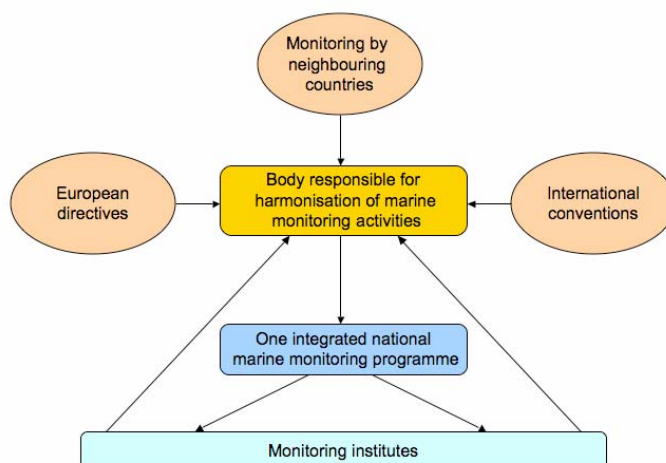 Monitoring by
neighbouring
countries
European
directives
Body responsible for
harmonisation of marine
monitoring activities
International
conventions
One integrated national
marine monitoring programme
Monitoring institutes